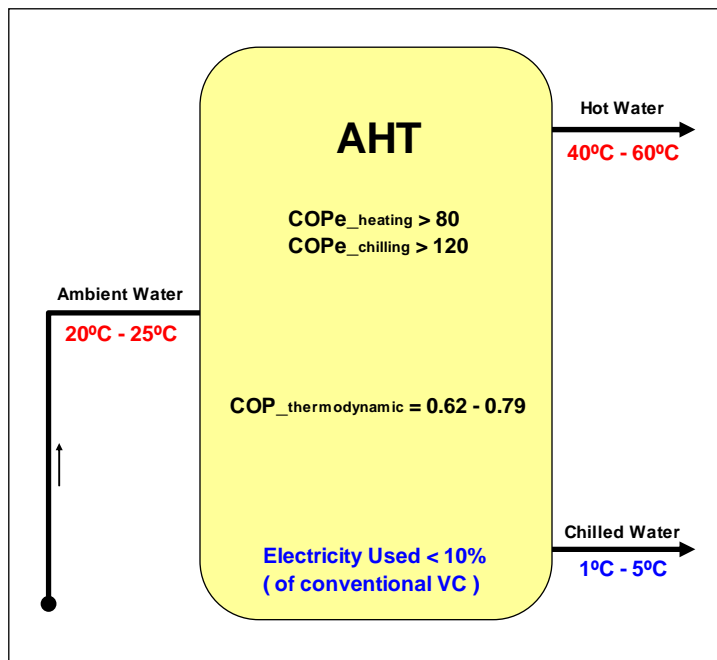 AHT
Hot Water
40ºC - 60ºC
COPe_heating > 80
COPe_chilling > 120
Ambient Water
20ºC - 25ºC
COP_thermodynamic = 0.62 - 0.79
Electricity Used < 10%
( of conventional VC )
Chilled Water
1ºC - 5ºC